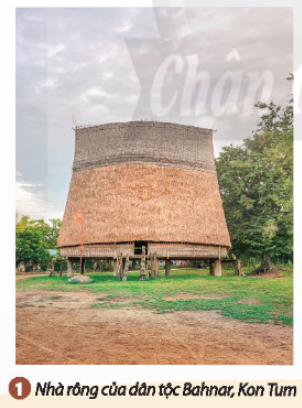 Chân
1 Nhà rông của dân tộc Bahnar, Kon Tum